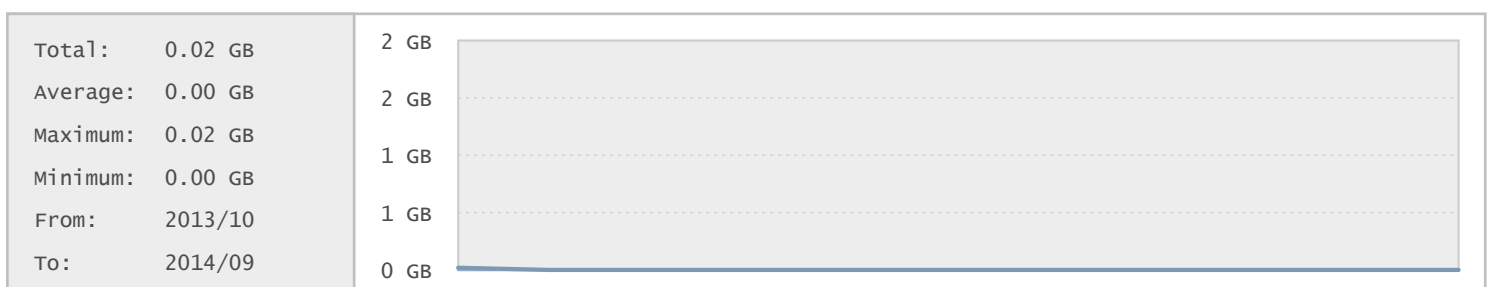 Total: 0.02 GB
Average: 0.00 GB
Maximum: 0.02 GB
Minimum: 0.00 GB
From: 2013/10
To: 2014/09
2 GB
2 GB
1 GB
1 GB
0 GB